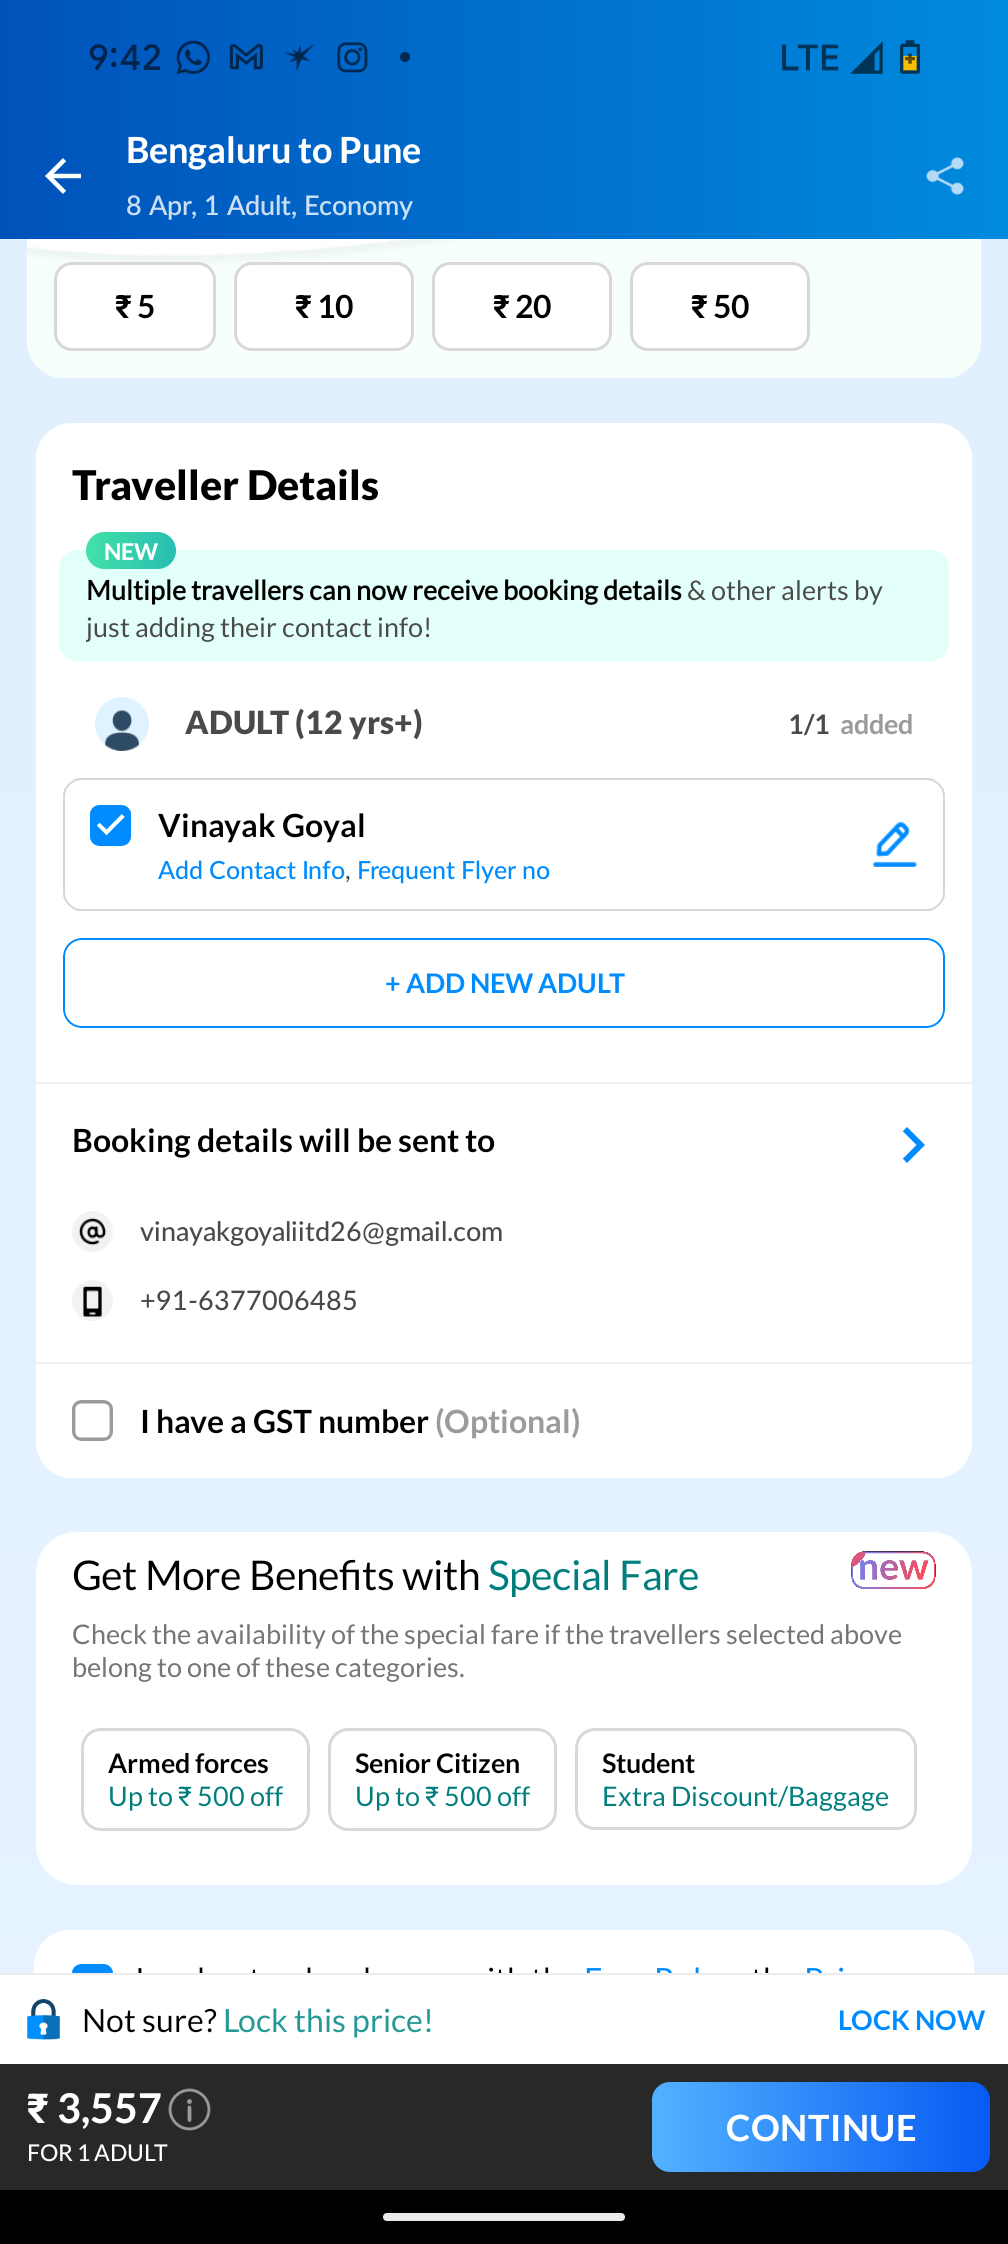 9:42
LTE
Bengaluru to Pune
8 Apr, 1 Adult, Economy
₹ 5
₹ 10
₹ 20
₹ 50
Traveller Details
NEW
Multiple travellers can now receive booking details & other alerts by
just adding their contact info!
ADULT (12 yrs+)
1/1 added
Vinayak Goyal
Add Contact Info, Frequent Flyer no
+ ADD NEW ADULT
Booking details will be sent to
vinayakgoyaliitd26@gmail.com
+91-6377006485
I have a GST number (Optional)
Get More Benefits with Special Fare
new
Check the availability of the special fare if the travellers selected above
belong to one of these categories.
Armed forces
Up to ₹ 500 off
Senior Citizen
Up to ₹ 500 off
Student
Extra Discount/Baggage
Not sure? Lock this price!
LOCK NOW
₹ 3,557
FOR 1 ADULT
CONTINUE